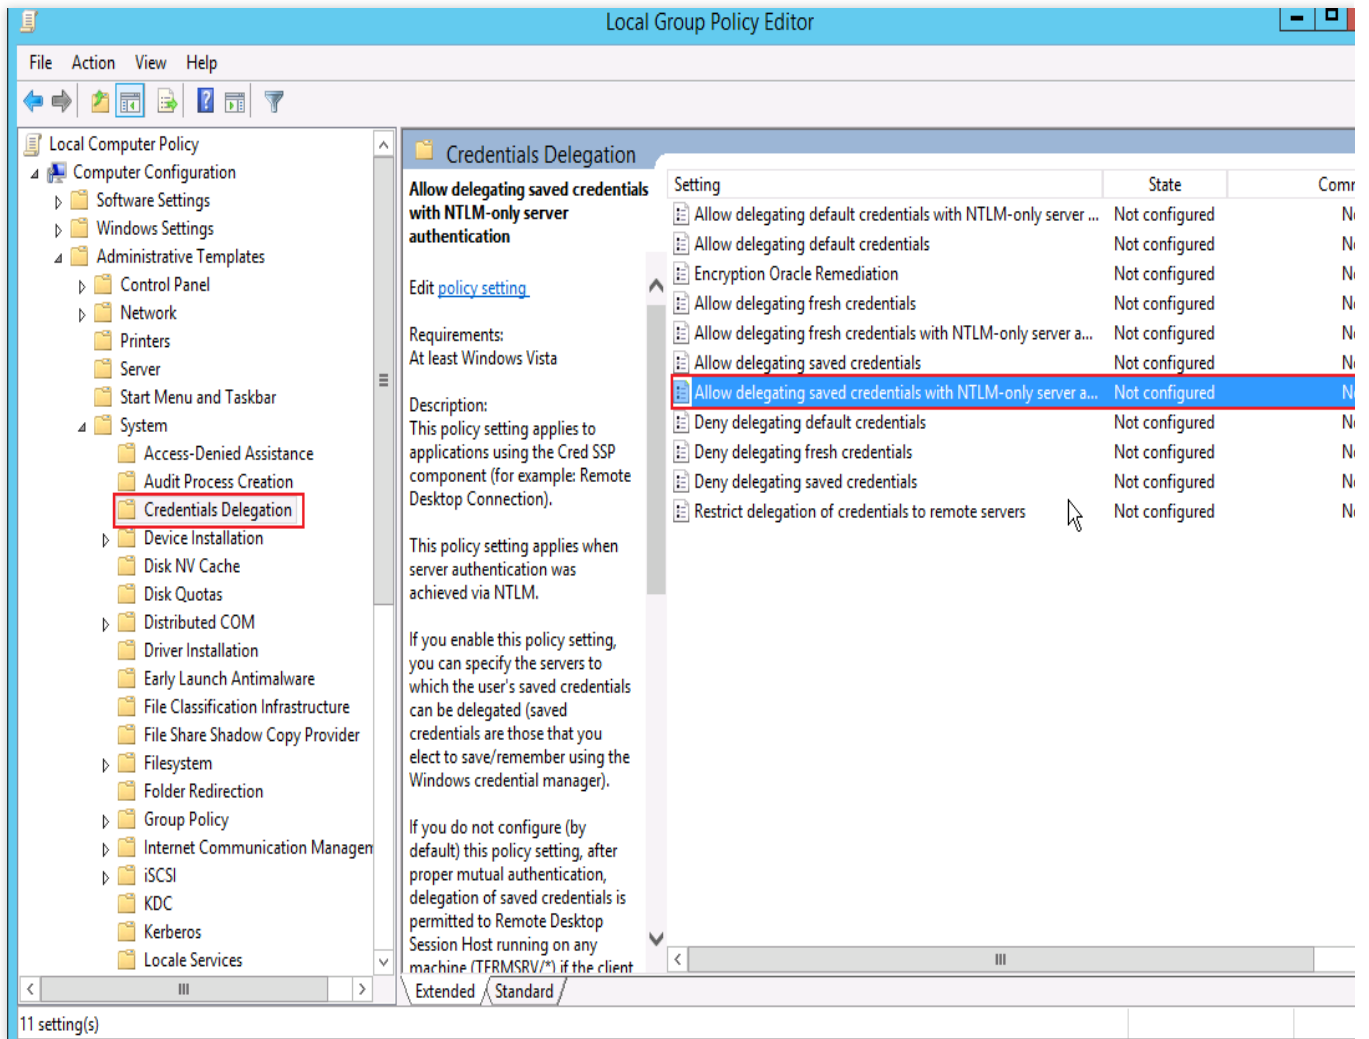 Local Group Policy Editor
File Action View Help
Local Computer Policy
Computer Configuration
Software Settings
Windows Settings
Administrative Templates
Control Panel
Network
Printers
Server
Start Menu and Taskbar
System
Access-Denied Assistance
Audit Process Creation
Credentials Delegation
Device Installation
Disk NV Cache
Disk Quotas
Distributed COM
Driver Installation
Early Launch Antimalware
File Classification Infrastructure
File Share Shadow Copy Provider
Filesystem
Folder Redirection
Group Policy
Internet Communication Managem
iSCSI
KDC
Kerberos
Locale Services
Credentials Delegation
Allow delegating saved credentials
with NTLM-only server
authentication
Edit policy setting
Requirements:
At least Windows Vista
Description:
This policy setting applies to
applications using the Cred SSP
component (for example: Remote
Desktop Connection).
This policy setting applies when
server authentication was
achieved via NTLM.
If you enable this policy setting,
you can specify the servers to
which the user's saved credentials
can be delegated (saved
credentials are those that you
elect to save/remember using the
Windows credential manager).
If you do not configure (by
default) this policy setting, after
proper mutual authentication,
delegation of saved credentials is
permitted to Remote Desktop
Session Host running on any
machine (TERMSRV/*) if the client
Setting State Comm
Allow delegating default credentials with NTLM-only server ... Not configured N
Allow delegating default credentials Not configured N
Encryption Oracle Remediation Not configured N
Allow delegating fresh credentials Not configured N
Allow delegating fresh credentials with NTLM-only server a... Not configured N
Allow delegating saved credentials Not configured N
Allow delegating saved credentials with NTLM-only server a... Not configured N
Deny delegating default credentials Not configured N
Deny delegating fresh credentials Not configured N
Deny delegating saved credentials Not configured N
Restrict delegation of credentials to remote servers Not configured N
Extended Standard
11 setting(s)